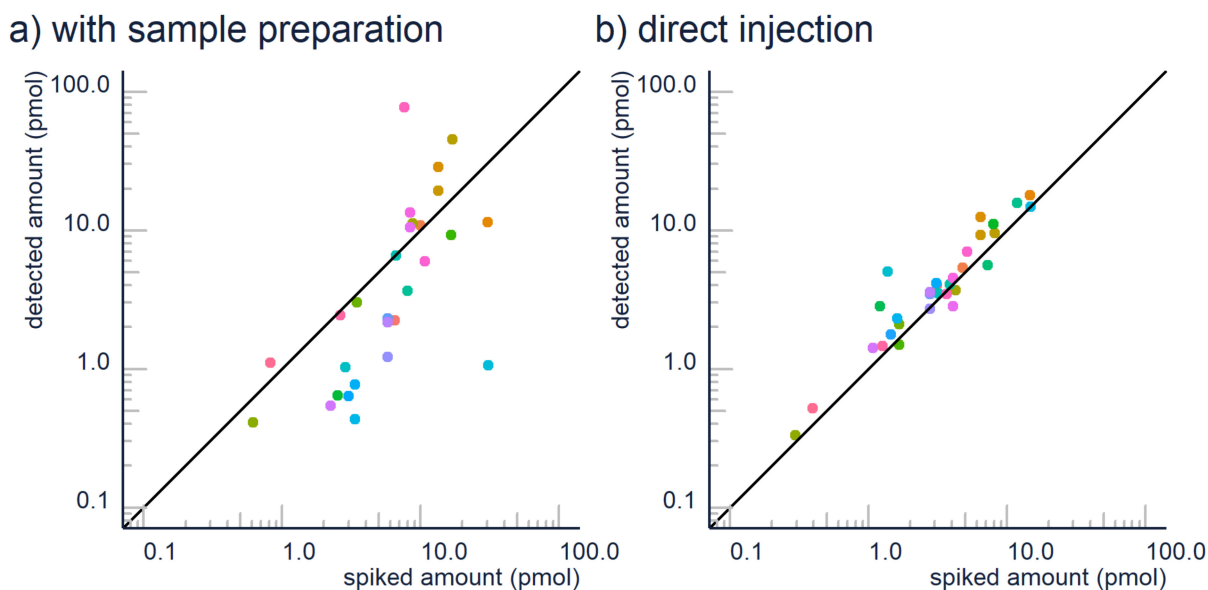 a) with sample preparation
detected amount (pmol)
100.0
10.0
1.0
0.1
0.1 1.0 10.0 100.0
spiked amount (pmol)
b) direct injection
detected amount (pmol)
100.0
10.0
1.0
0.1
0.1 1.0 10.0 100.0
spiked amount (pmol)